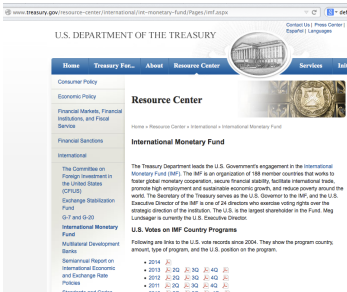 www.treasury.gov/resource-center/international/int-monetary-fund/Pages/imf.aspx
Contact Us | Press Center |
Español | Languages
U.S. DEPARTMENT OF THE TREASURY
Home Treasury For... About Resource Center Services
Consumer Policy
Economic Policy
Financial Markets, Financial
Institutions, and Fiscal
Service
Financial Sanctions
International
The Committee on
Foreign Investment in
the United States
(CFIUS)
Exchange Stabilization
Fund
G-7 and G-20
International Monetary
Fund
Multilateral Development
Banks
Semiannual Report on
International Economic
and Exchange Rate
Policies
Resource Center
Home » Resource Center » International » International Monetary Fund
International Monetary Fund
The Treasury Department leads the U.S. Government's engagement in the International
Monetary Fund (IMF). The IMF is an organization of 188 member countries that works to
foster global monetary cooperation, secure financial stability, facilitate international trade,
promote high employment and sustainable economic growth, and reduce poverty around the
world. The Secretary of the Treasury serves as the U.S. Governor to the IMF, and the U.S.
Executive Director of the IMF is one of 24 directors who exercise voting rights over the
strategic direction of the institution. The U.S. is the largest shareholder in the Fund. Meg
Lundsager is currently the U.S. Executive Director.
U.S. Votes on IMF Country Programs
Following are links to the U.S. vote records since 2004. They show the program country,
amount, type of program, and the U.S. position on the program.
• 2014
• 2013 2Q 3Q 4Q
• 2012 2Q 3Q 4Q
• 2011 2Q 3Q 4Q